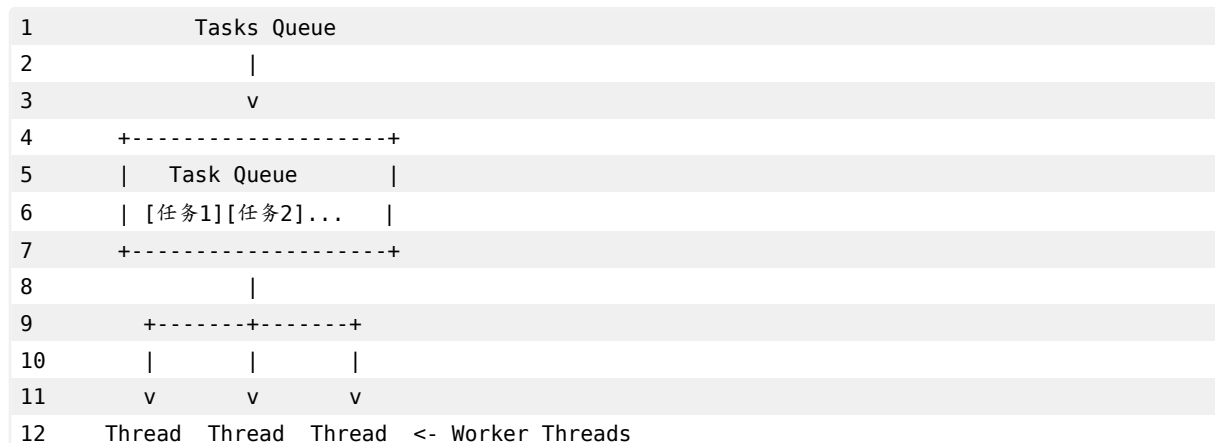 1             Tasks Queue
2                 |
3                 v
4       +--------------------+
5       |   Task Queue       |
6       | [任务1][任务2]...   |
7       +--------------------+
8                 |
9         +-------+-------+
10        |       |       |
11        v       v       v
12     Thread  Thread  Thread  <- Worker Threads